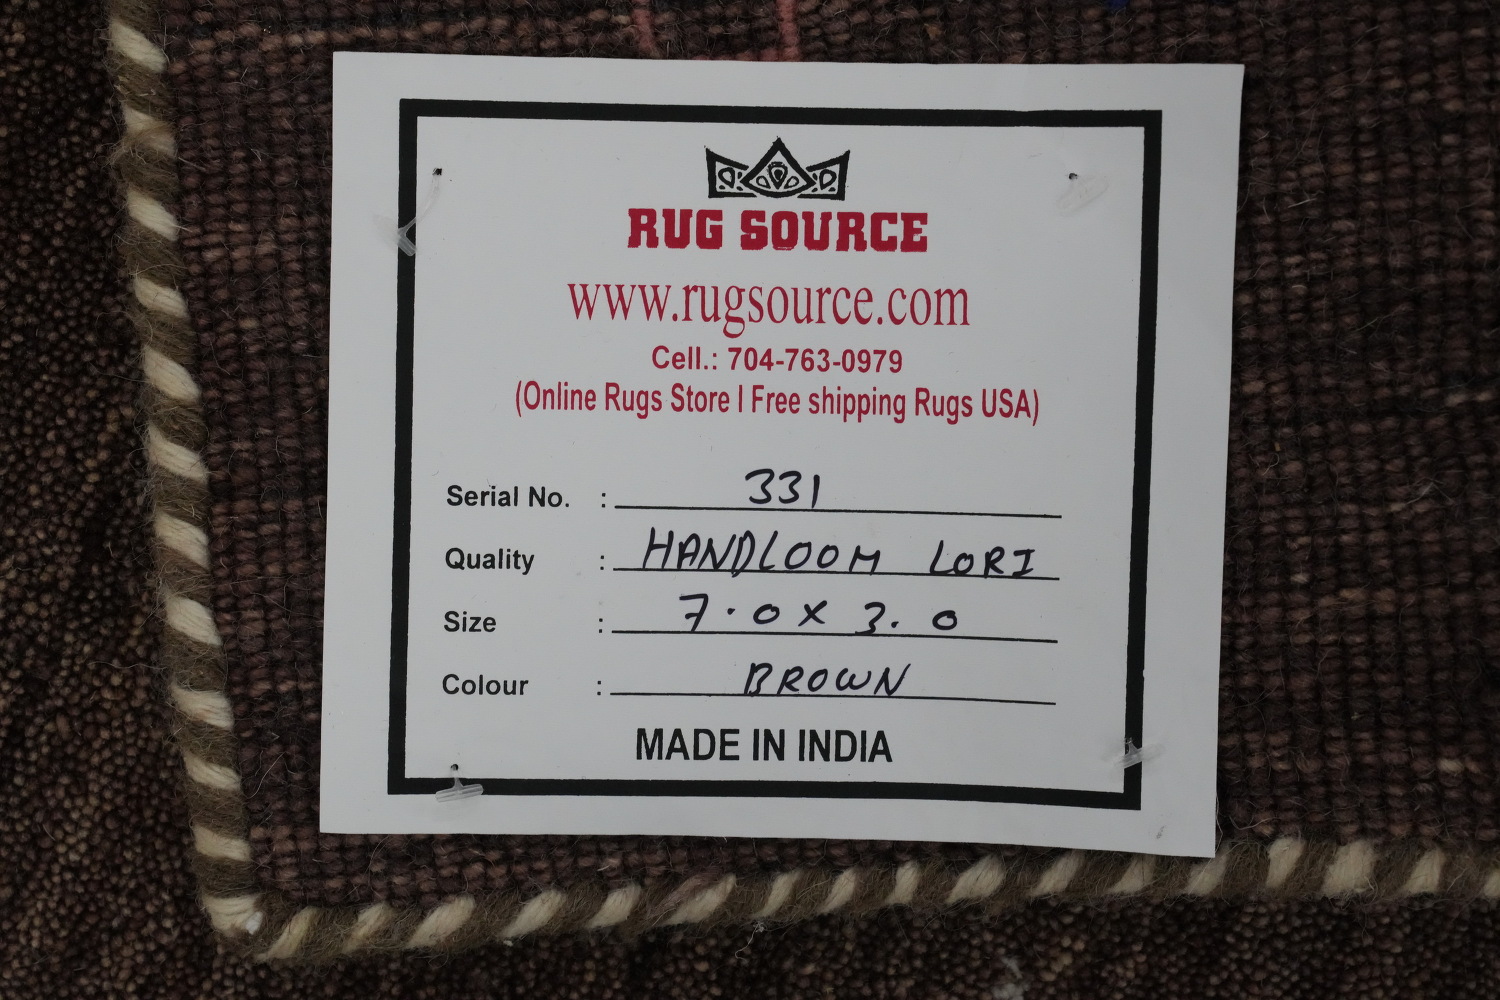 RUG SOURCE
www.rugsource.com
Cell.: 704-763-0979
(Online Rugs Store I Free shipping Rugs USA)
Serial No. : 331
Quality : HANDLOOM LORI
Size : 7.0 x 3.0
Colour : BROWN
MADE IN INDIA